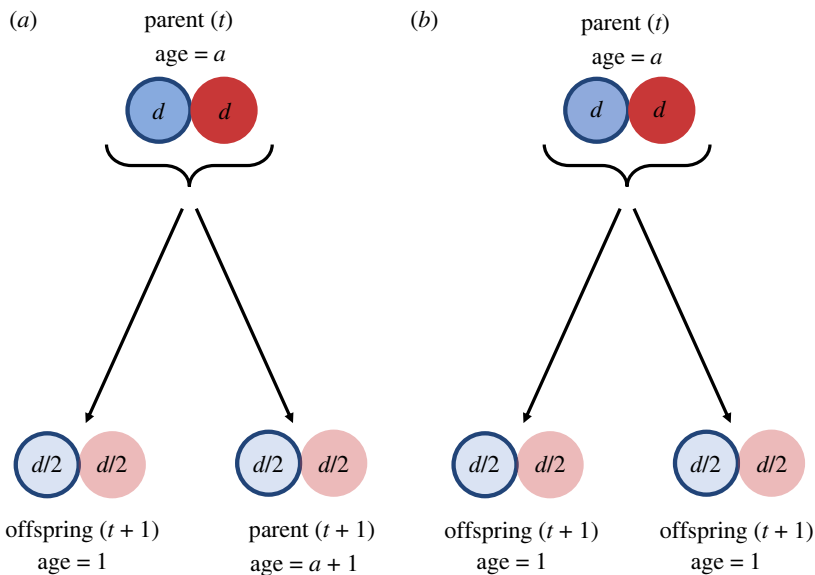 (a)
parent (t)
age = a
d d
d/2 d/2
d/2 d/2
offspring (t + 1)
age = 1
parent (t + 1)
age = a + 1
(b)
parent (t)
age = a
d d
d/2 d/2
d/2 d/2
offspring (t + 1)
age = 1
offspring (t + 1)
age = 1